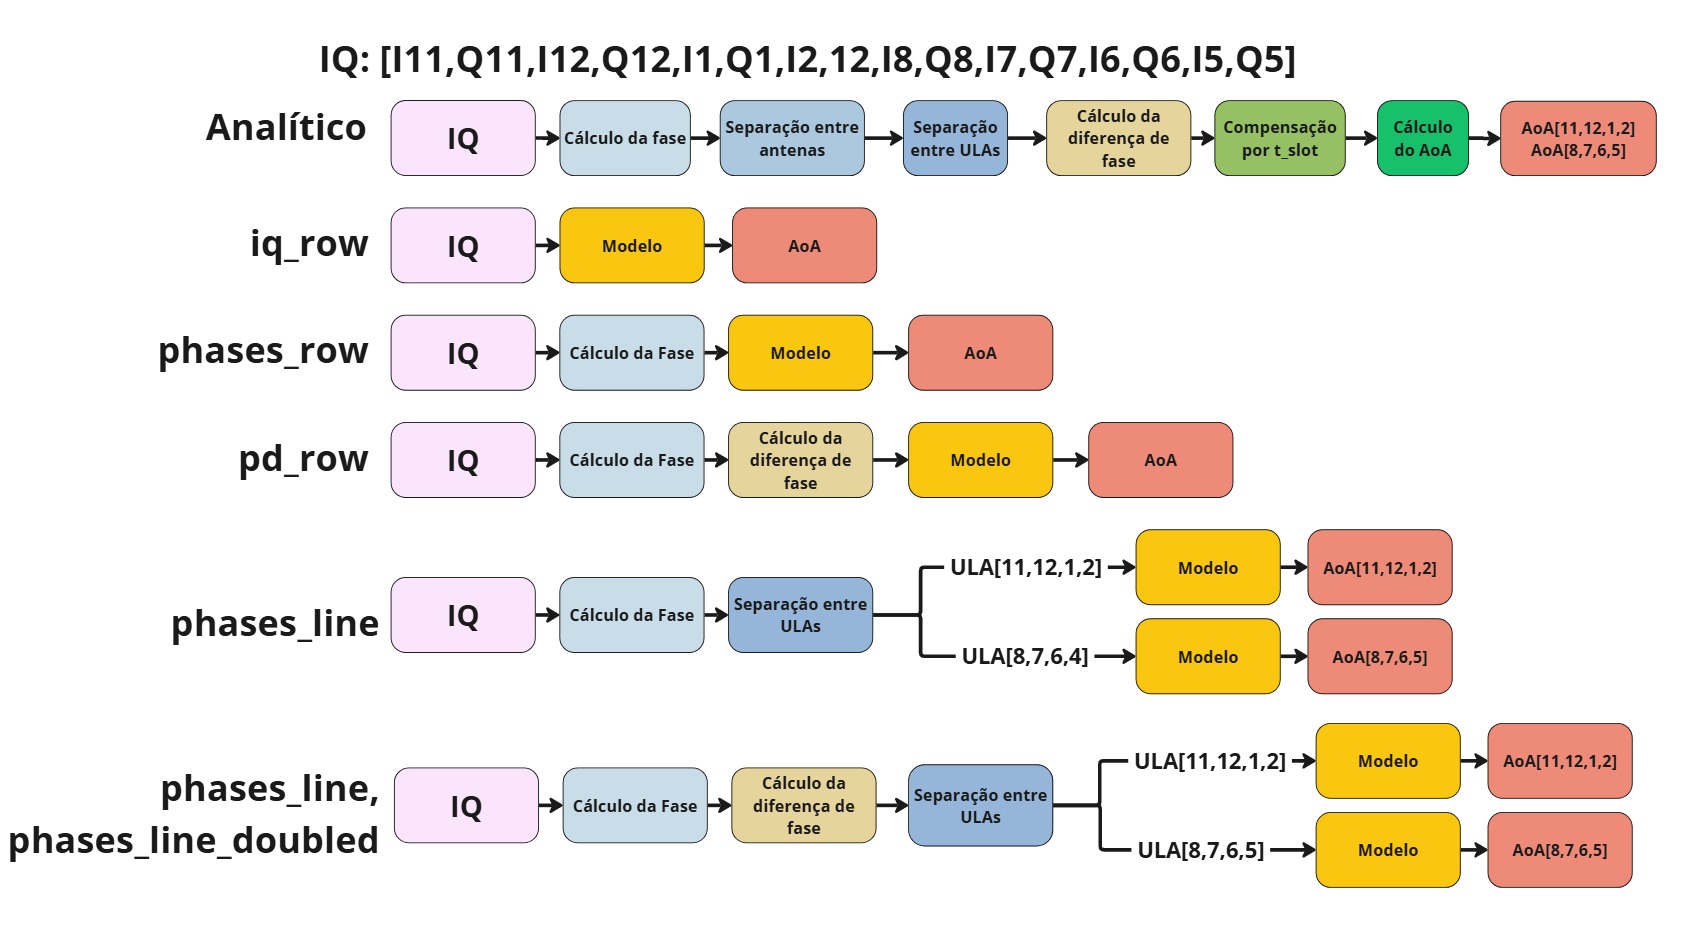 IQ: [I11,Q11,I12,Q12,I1,Q1,I2,12,I8,Q8,I7,Q7,I6,Q6,I5,Q5]
Analítico
IQ
Cálculo da fase
Separação entre
antenas
Separação
entre ULAs
Cálculo da
diferença de
fase
Compensação
por t_slot
Cálculo
do AoA
AoA[11,12,1,2]
AoA[8,7,6,5]
iq_row
IQ
Modelo
AoA
phases_row
IQ
Cálculo da Fase
Modelo
AoA
pd_row
IQ
Cálculo da Fase
Cálculo da
diferença de
fase
Modelo
AoA
phases_line
IQ
Cálculo da Fase
Separação entre
ULAs
ULA[11,12,1,2]
Modelo
AoA[11,12,1,2]
ULA[8,7,6,4]
Modelo
AoA[8,7,6,5]
phases_line,
phases_line_doubled
IQ
Cálculo da Fase
Cálculo da
diferença de
fase
Separação entre
ULAs
ULA[11,12,1,2]
Modelo
AoA[11,12,1,2]
ULA[8,7,6,5]
Modelo
AoA[8,7,6,5]